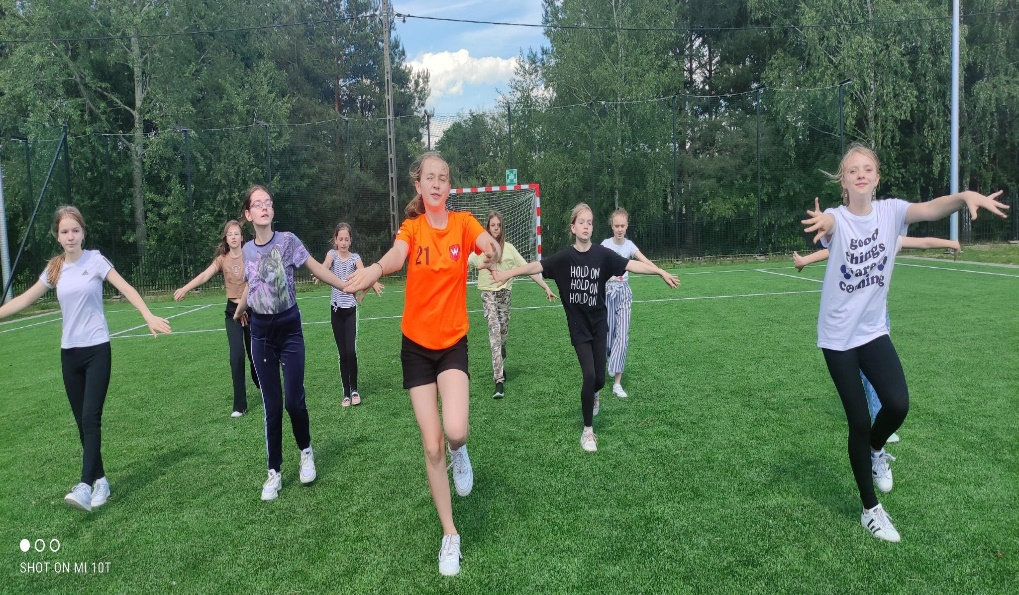 21
HOLD ON
HOLD ON
HOLD ON
good
things
are
coming
SHOT ON MI 10T